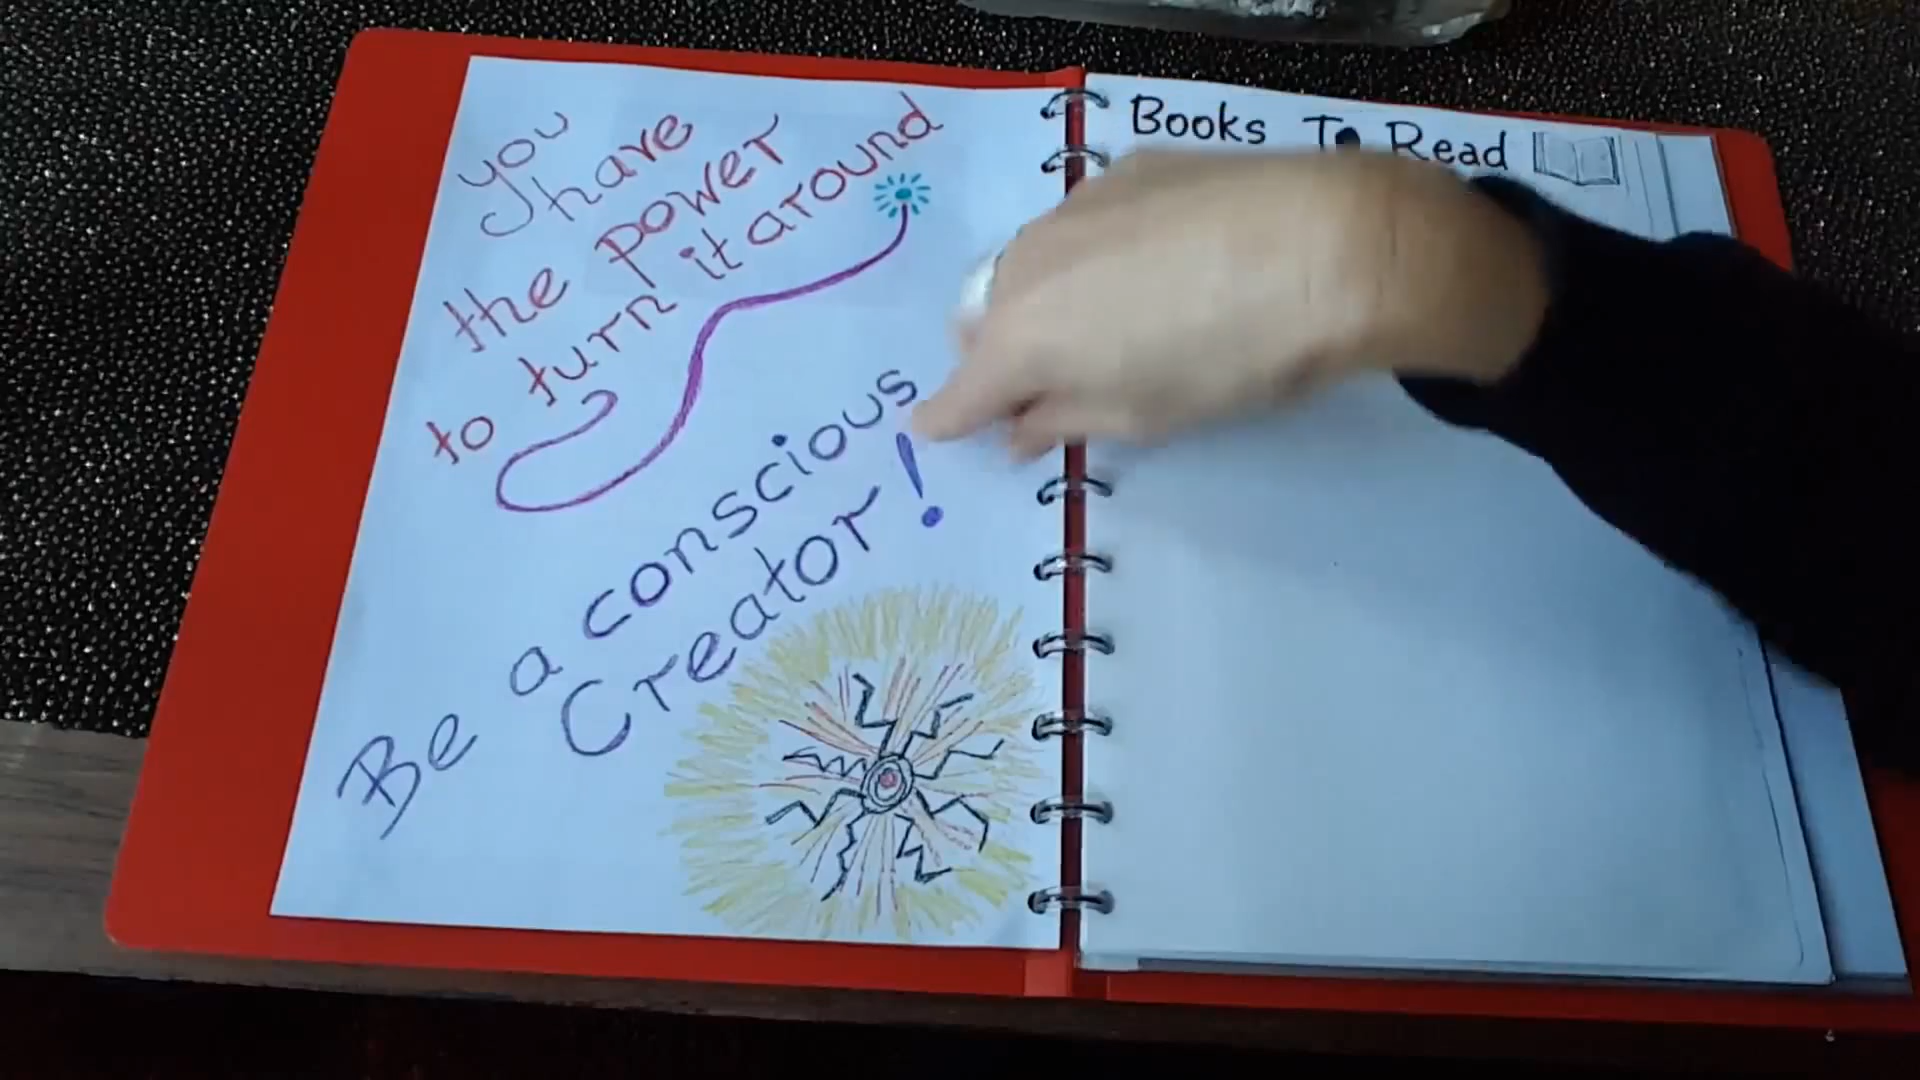 you
have
the power
to turn it around
Be a conscious
Creator!
Books To Read